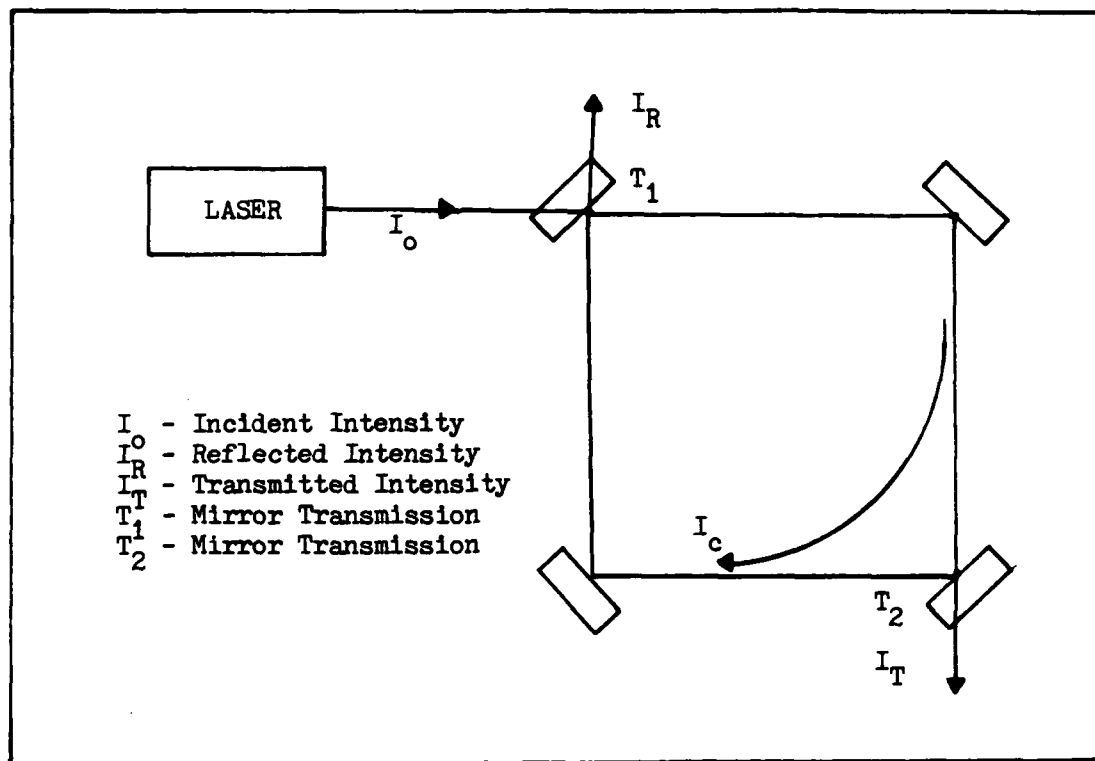 I_R
T_1
LASER
I_o
I_o - Incident Intensity
I_R - Reflected Intensity
I_T - Transmitted Intensity
T_1 - Mirror Transmission
T_2 - Mirror Transmission
I_c
T_2
I_T